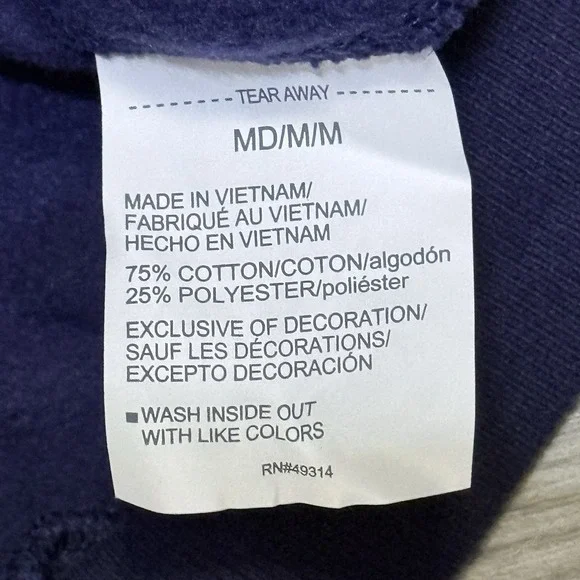 --------- TEAR AWAY ---------
MD/M/M
MADE IN VIETNAM/
FABRIQUÉ AU VIETNAM/
HECHO EN VIETNAM
75% COTTON/COTON/algodón
25% POLYESTER/poliéster
EXCLUSIVE OF DECORATION/
SAUF LES DÉCORATIONS/
EXCEPTO DECORACIÓN
■WASH INSIDE OUT
WITH LIKE COLORS
RN#49314